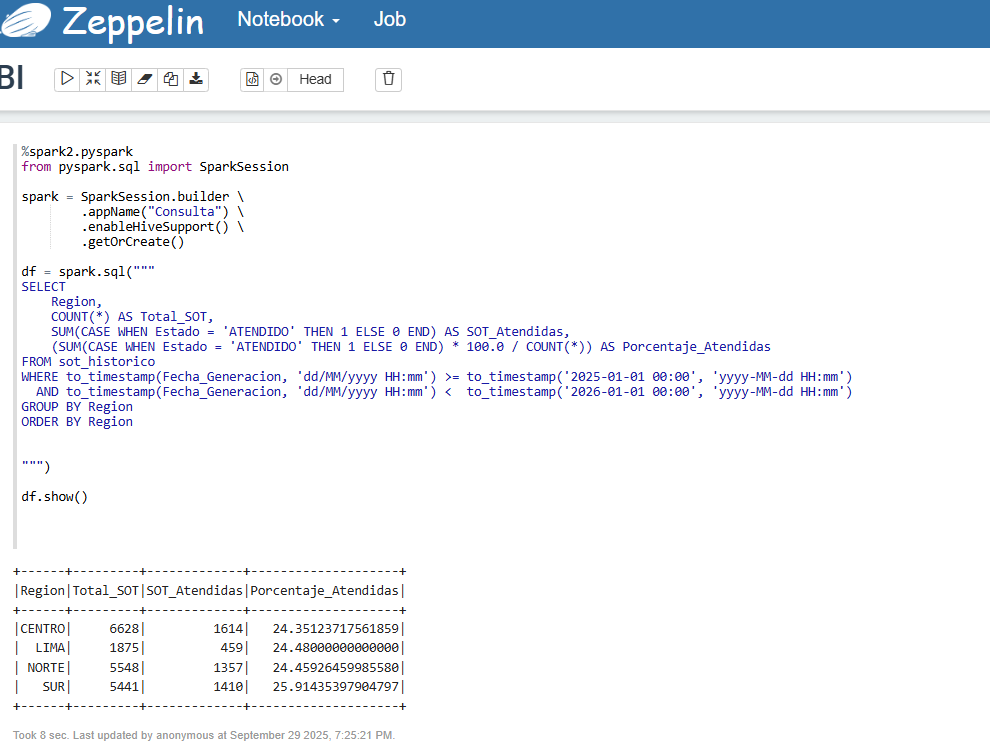 Zeppelin Notebook Job
BI Head
%spark2.pyspark
from pyspark.sql import SparkSession
spark = SparkSession.builder \
.appName("Consulta") \
.enableHiveSupport() \
.getOrCreate()
df = spark.sql("""
SELECT
Region,
COUNT(*) AS Total_SOT,
SUM(CASE WHEN Estado = 'ATENDIDO' THEN 1 ELSE 0 END) AS SOT_Atendidas,
(SUM(CASE WHEN Estado = 'ATENDIDO' THEN 1 ELSE 0 END) * 100.0 / COUNT(*)) AS Porcentaje_Atendidas
FROM sot_historico
WHERE to_timestamp(Fecha_Generacion, 'dd/MM/yyyy HH:mm') >= to_timestamp('2025-01-01 00:00', 'yyyy-MM-dd HH:mm')
AND to_timestamp(Fecha_Generacion, 'dd/MM/yyyy HH:mm') <  to_timestamp('2026-01-01 00:00', 'yyyy-MM-dd HH:mm')
GROUP BY Region
ORDER BY Region
""")
df.show()
+------+---------+-------------+--------------------+
|Region|Total_SOT|SOT_Atendidas|Porcentaje_Atendidas|
+------+---------+-------------+--------------------+
|CENTRO|     6628|         1614|   24.35123717561859|
|  LIMA|     1875|          459|   24.48000000000000|
| NORTE|     5548|         1357|   24.45926459985580|
|   SUR|     5441|         1410|   25.91435397904797|
+------+---------+-------------+--------------------+
Took 8 sec. Last updated by anonymous at September 29 2025, 7:25:21 PM.